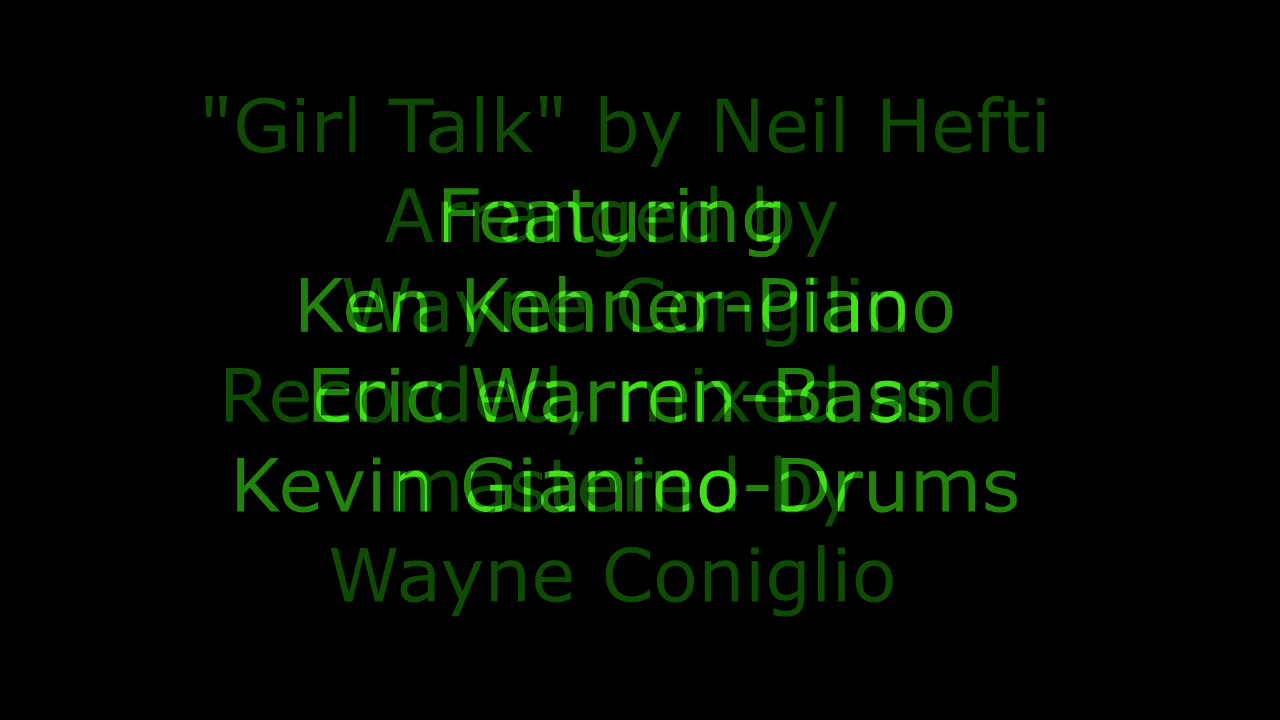 "Girl Talk" by Neil Hefti
Arranged by
Wayne Coniglio
Recorded, mixed and
mastered by
Wayne Coniglio
Featuring
Ken Kehner-Piano
Eric Warren-Bass
Kevin Gianino-Drums